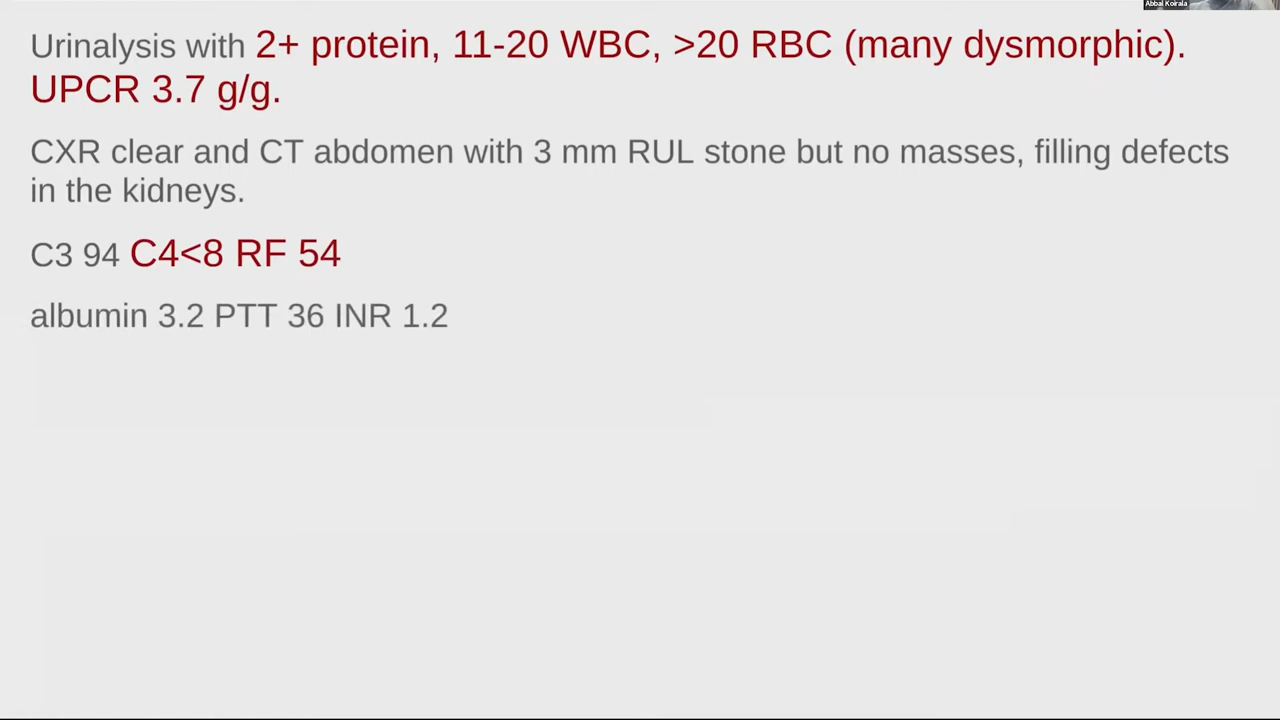 Abbal Koirala
Urinalysis with 2+ protein, 11-20 WBC, >20 RBC (many dysmorphic).
UPCR 3.7 g/g.
CXR clear and CT abdomen with 3 mm RUL stone but no masses, filling defects
in the kidneys.
C3 94 C4<8 RF 54
albumin 3.2 PTT 36 INR 1.2